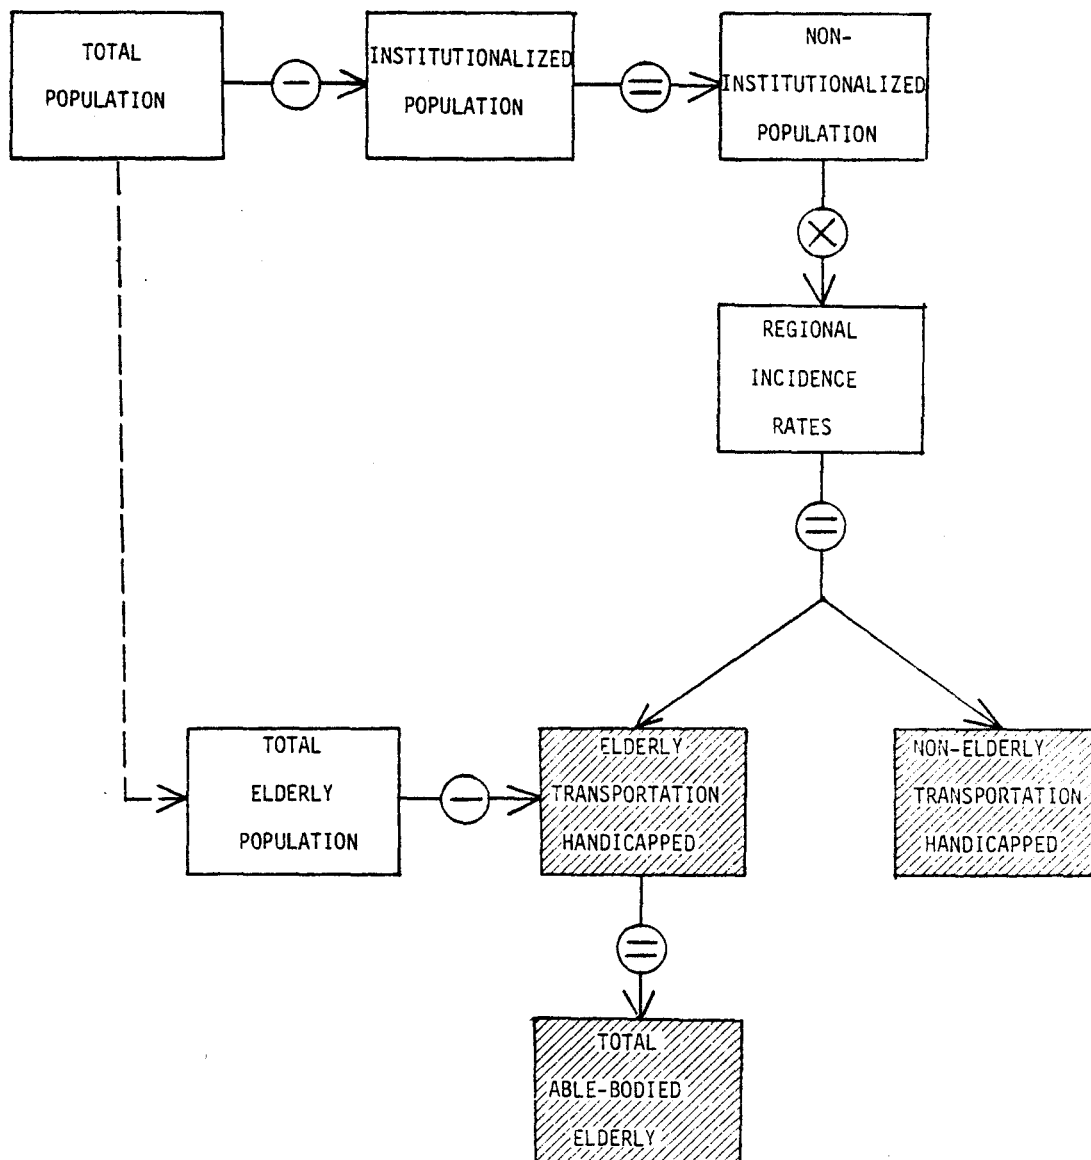 TOTAL
POPULATION
INSTITUTIONALIZED
POPULATION
NON-
INSTITUTIONALIZED
POPULATION
REGIONAL
INCIDENCE
RATES
TOTAL
ELDERLY
POPULATION
ELDERLY
TRANSPORTATION
HANDICAPPED
NON-ELDERLY
TRANSPORTATION
HANDICAPPED
TOTAL
ABLE-BODIED
ELDERLY